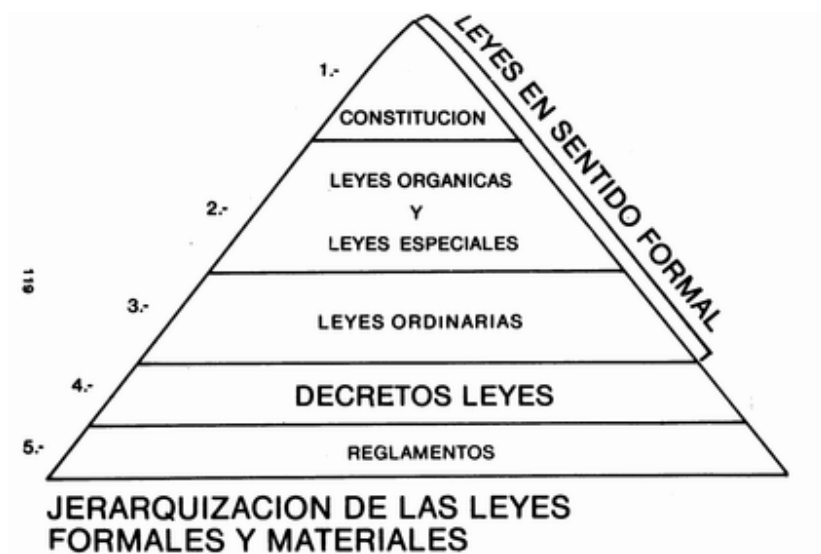 LEYES EN SENTIDO FORMAL
1.-
CONSTITUCION
2.-
LEYES ORGANICAS
Y
LEYES ESPECIALES
119
3.-
LEYES ORDINARIAS
4.-
DECRETOS LEYES
5.-
REGLAMENTOS
JERARQUIZACION DE LAS LEYES
FORMALES Y MATERIALES